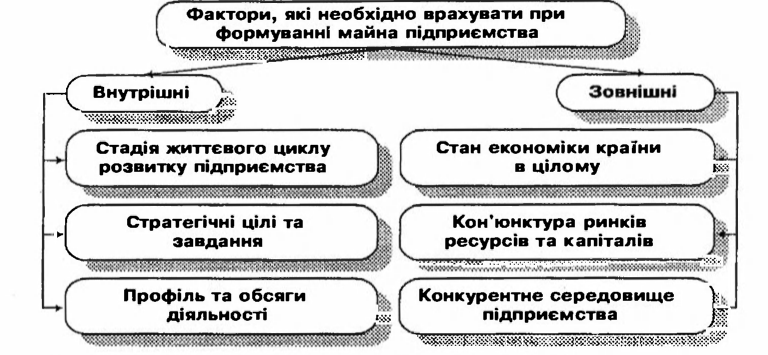 Фактори, які необхідно врахувати при
формуванні майна підприємства
Внутрішні
Зовнішні
Стадія життєвого циклу
розвитку підприємства
Стан економіки країни
в цілому
Стратегічні цілі та
завдання
Кон'юнктура ринків
ресурсів та капіталів
Профіль та обсяги
діяльності
Конкурентне середовище
підприємства